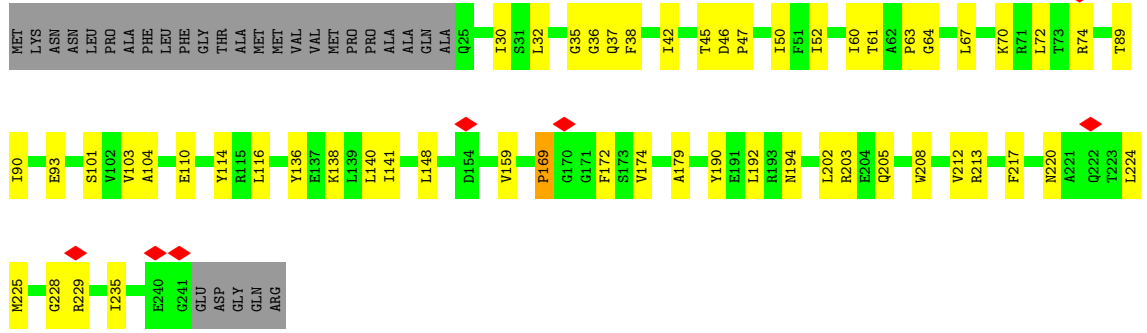 MET LYS ASN ASN LEU PRO ALA PHE LEU PHE GLY THR ALA MET MET VAL VAL MET PRO PRO ALA ALA GLN ALA Q25 I30 S31 L32 G35 G36 Q37 F38 I42 T45 D46 P47 I50 F51 I52 I60 T61 A62 P63 G64 L67 K70 R71 L72 T73 R74 T89
I90 E93 S101 V102 V103 A104 E110 Y114 R115 L116 Y136 E137 K138 L139 L140 I141 L148 D154 V159 P169 G170 G171 F172 S173 V174 A179 Y190 E191 L192 R193 N194 L202 R203 E204 Q205 W208 V212 R213 F217 N220 A221 Q222 T223 L224
M225 G228 R229 I235 E240 G241 GLU ASP GLY GLN ARG